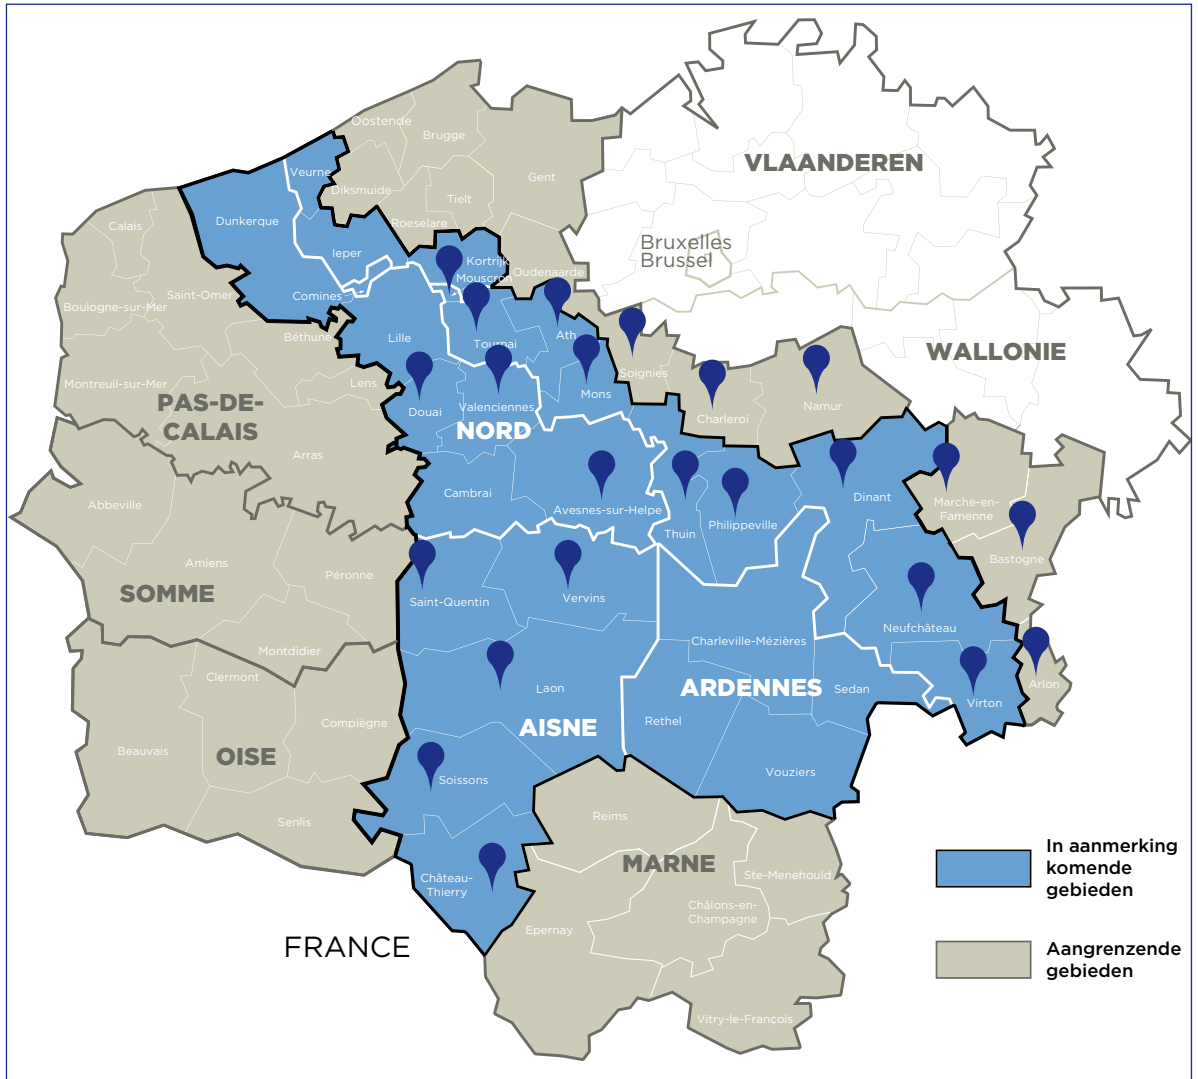 Oostende
Brugge
VLAANDEREN
Veurne
Gent
Diksmuide
Tielt
Calais
Dunkerque
Roeselare
Ieper
Bruxelles
Brussel
Kortrijk
Oudenaarde
Mouscron
Saint-Omer
Comines
Boulogne-sur-Mer
Béthune
Lille
Tournai
Ath
WALLONIE
Soignies
Montreuil-sur-Mer
Lens
Mons
PAS-DE-
CALAIS
Douai
Valenciennes
Namur
Charleroi
NORD
Arras
Cambrai
Dinant
Abbeville
Avesnes-sur-Helpe
Marche-en-
Famenne
Philippeville
Thuin
Bastogne
Amiens
Péronne
SOMME
Saint-Quentin
Vervins
Neufchâteau
Charleville-Mézières
Montdidier
Clermont
Laon
ARDENNES
Sedan
Arlon
Virton
Compiègne
AISNE
Rethel
Beauvais
OISE
Soissons
Vouziers
Senlis
Reims
MARNE
Château-
Thierry
Ste-Menehould
Châlons-en-
Champagne
Epernay
FRANCE
Vitry-le-François
In aanmerking
komende
gebieden
Aangrenzende
gebieden